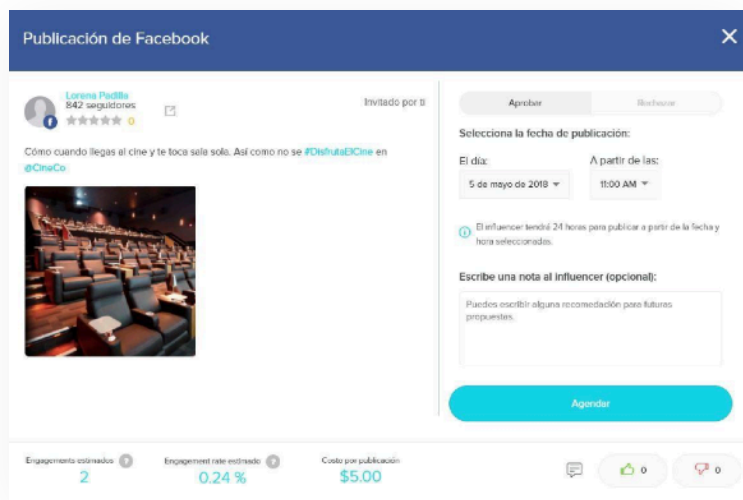 Publicación de Facebook
Lorena Padilla
842 seguidores
0
Invitado por ti
Cómo cuando llegas al cine y te toca sala sola. Así como no se #DisfrutaElCine en
@CineCo
Aprobar
Rechazar
Selecciona la fecha de publicación:
El día:
A partir de las:
5 de mayo de 2018
11:00 AM
El influencer tendrá 24 horas para publicar a partir de la fecha y
hora seleccionadas.
Escribe una nota al influencer (opcional):
Puedes escribir alguna recomedación para futuras
propuestas.
Agendar
Engagements estimados ?
2
Engagement rate estimado ?
0.24 %
Costo por publicación
$5.00
0
0